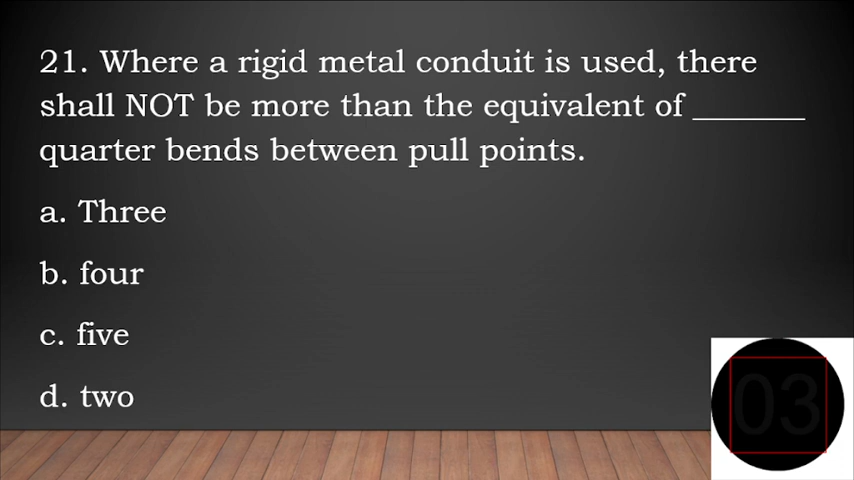 21. Where a rigid metal conduit is used, there
shall NOT be more than the equivalent of _______
quarter bends between pull points.
a. Three
b. four
c. five
d. two
03